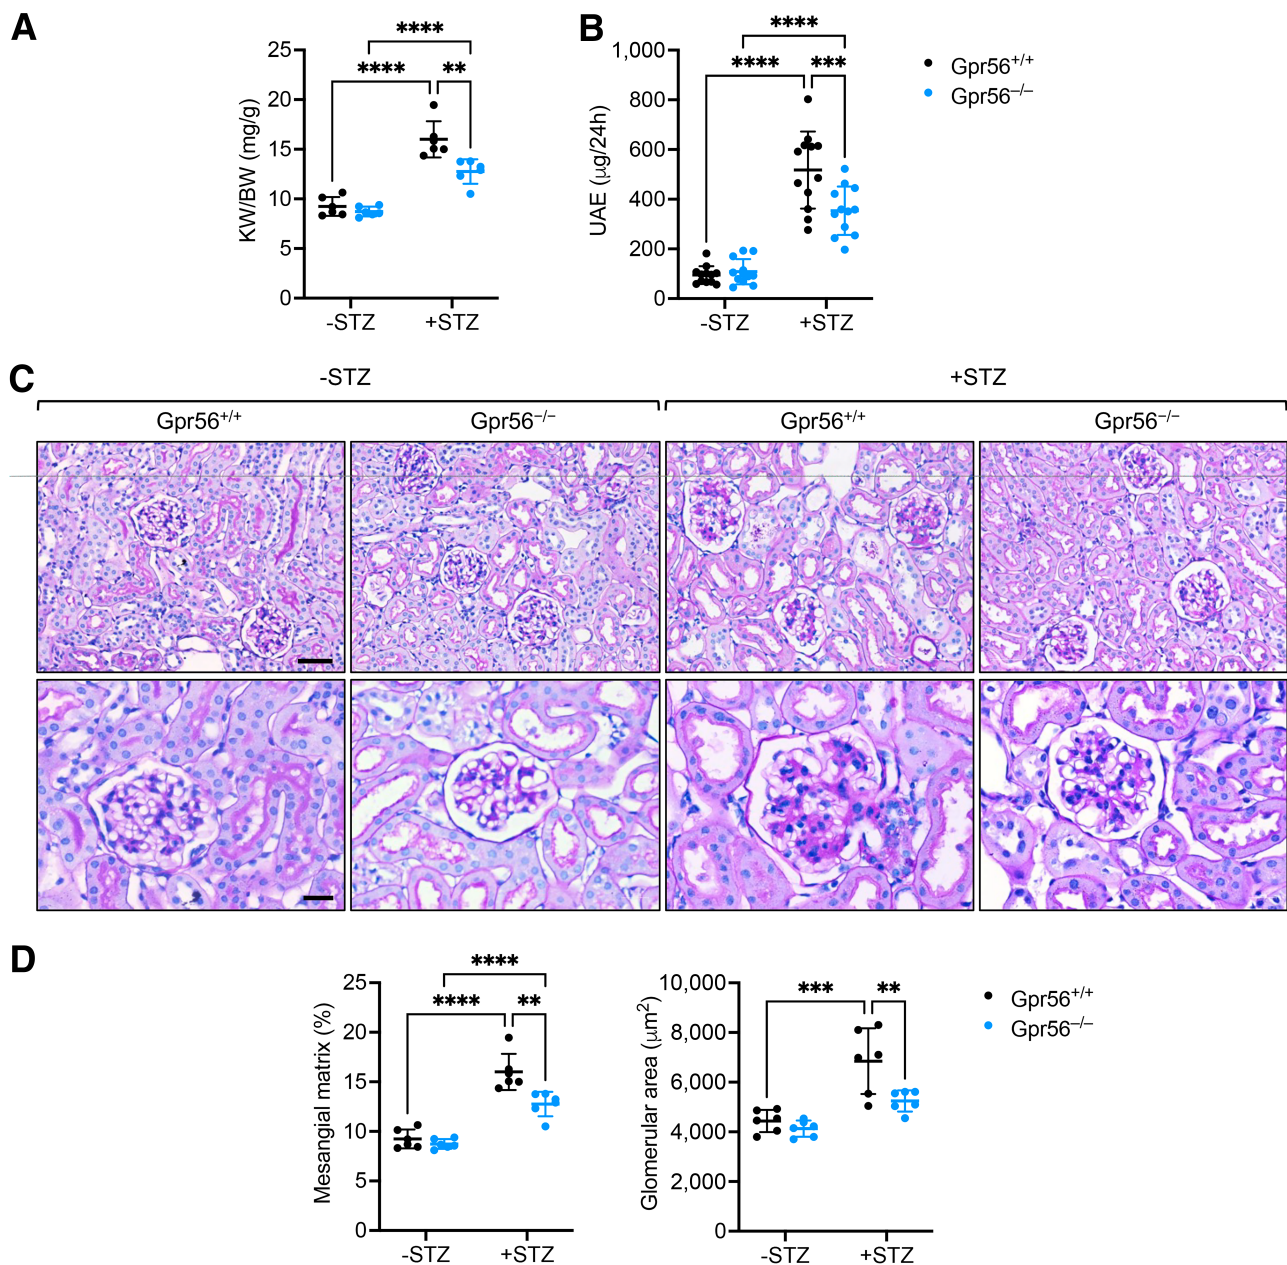 A
B
****
****
**
KW/BW (mg/g)
25
20
15
10
5
0
-STZ
+STZ
****
****
***
UAE (μg/24h)
1,000
800
600
400
200
0
-STZ
+STZ
Gpr56+/+
Gpr56–/–
C
-STZ
+STZ
Gpr56+/+
Gpr56–/–
Gpr56+/+
Gpr56–/–
D
****
****
**
Mesangial matrix (%)
25
20
15
10
5
0
-STZ
+STZ
***
**
Glomerular area (μm2)
10,000
8,000
6,000
4,000
2,000
0
-STZ
+STZ
Gpr56+/+
Gpr56–/–